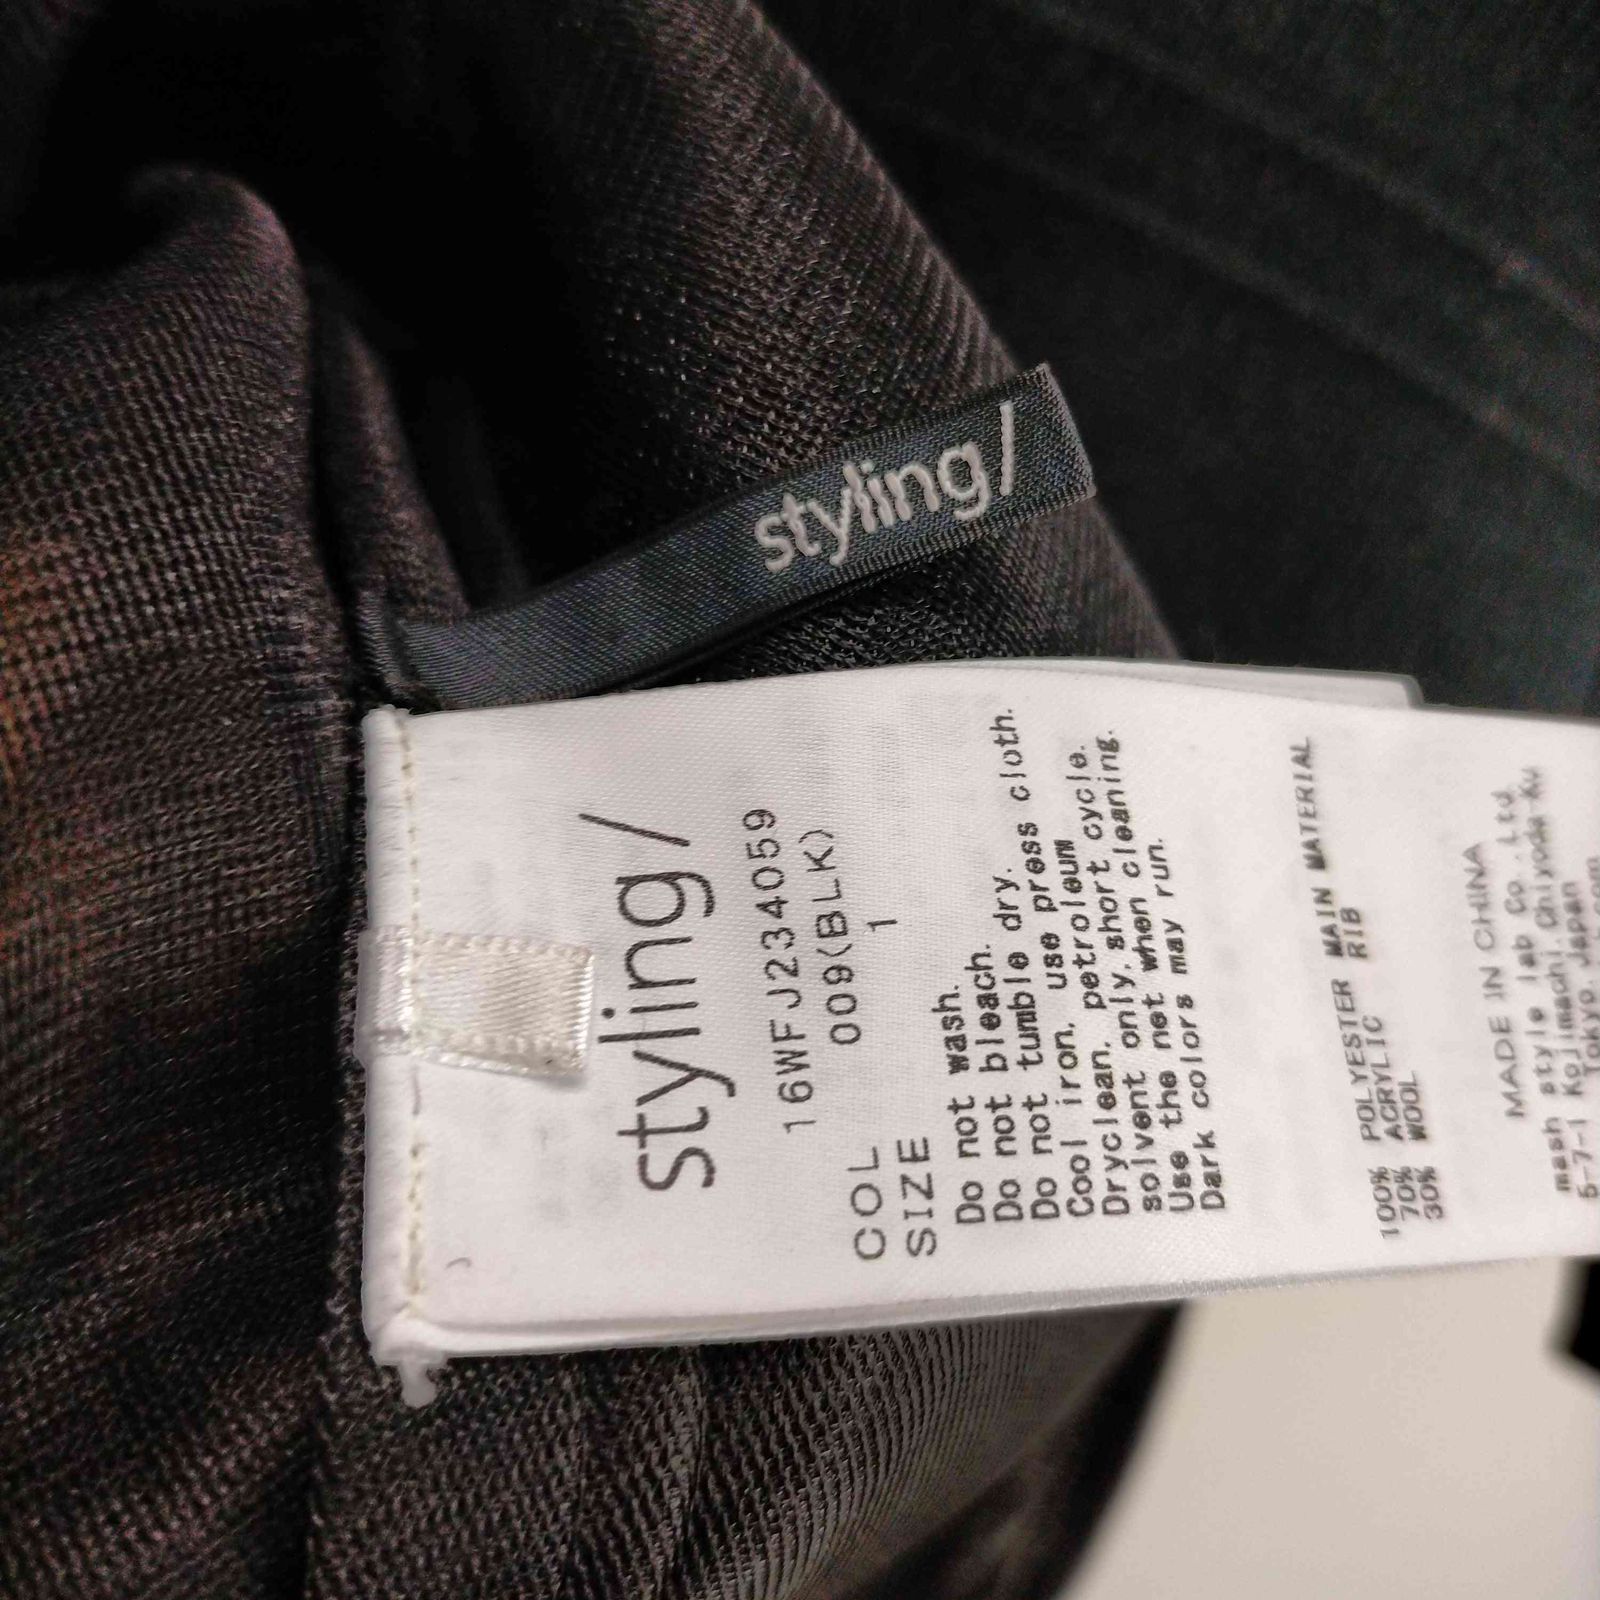 styling/
styling/
16WFJ234059
COL 009(BLK)
SIZE 1
Do not wash.
Do not bleach.
Do not tumble dry.
Cool iron. use press cloth.
Dryclean. petroleum
solvent only. short cycle.
Use the net when cleaning.
Dark colors may run.
100% POLYESTER MAIN MATERIAL
70% ACRYLIC RIB
30% WOOL
MADE IN CHINA
mash style lab Co.,Ltd.
5-7-1 Kojimachi,Chiyoda-Ku
Tokyo, Japan